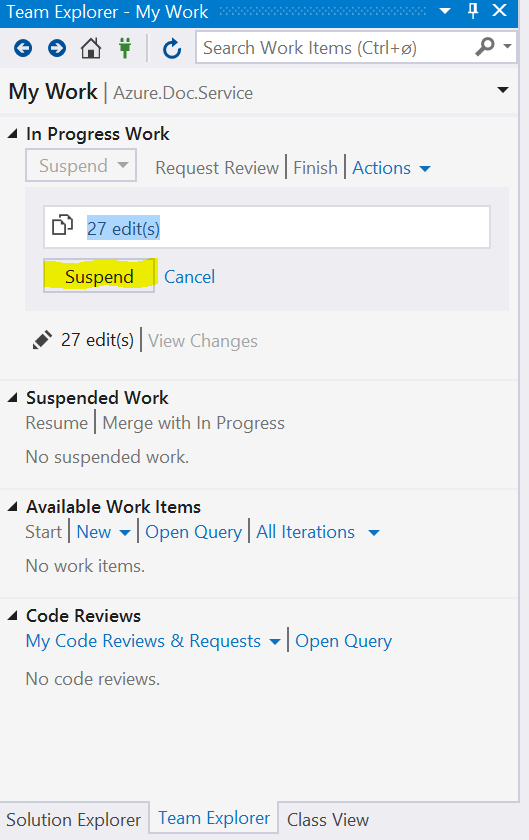 Team Explorer - My Work
Search Work Items (Ctrl+ø)
My Work | Azure.Doc.Service
In Progress Work
Suspend Request Review | Finish | Actions
27 edit(s)
Suspend Cancel
27 edit(s) | View Changes
Suspended Work
Resume | Merge with In Progress
No suspended work.
Available Work Items
Start | New | Open Query | All Iterations
No work items.
Code Reviews
My Code Reviews & Requests | Open Query
No code reviews.
Solution Explorer Team Explorer Class View